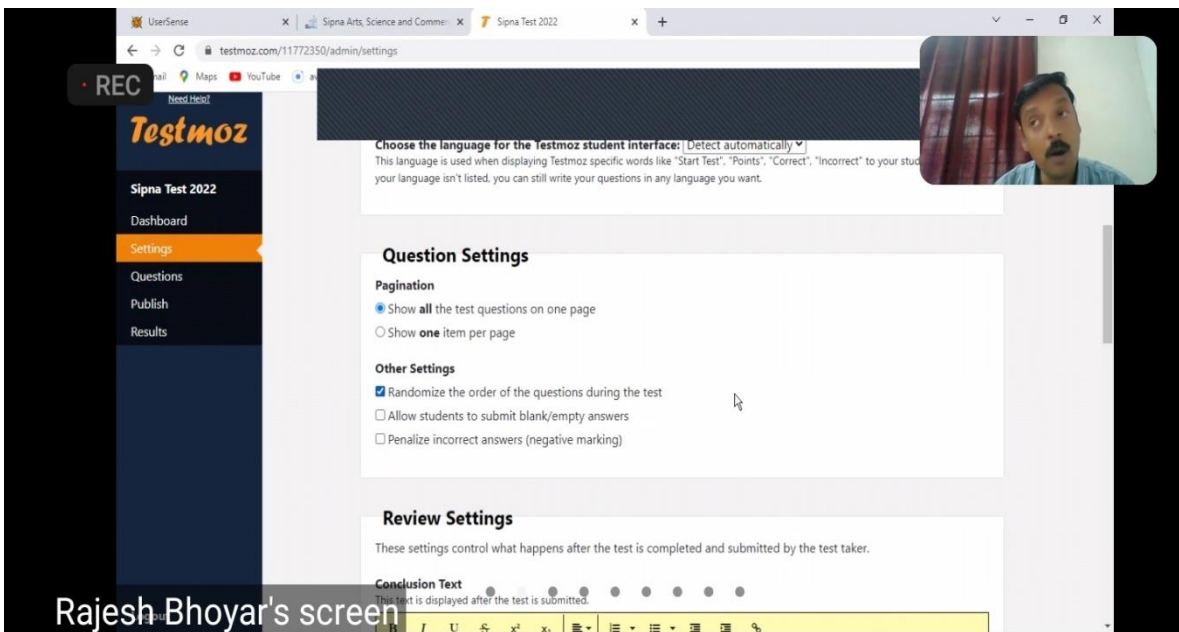 UserSense
Sipna Arts, Science and Commer
Sipna Test 2022
testmoz.com/11772350/admin/settings
REC
Maps
YouTube
Need Help?
Testmoz
Choose the language for the Testmoz student interface: Detect automatically
This language is used when displaying Testmoz specific words like "Start Test", "Points", "Correct", "Incorrect" to your
your language isn't listed, you can still write your questions in any language you want.
Sipna Test 2022
Dashboard
Settings
Questions
Publish
Results
Question Settings
Pagination
Show all the test questions on one page
Show one item per page
Other Settings
Randomize the order of the questions during the test
Allow students to submit blank/empty answers
Penalize incorrect answers (negative marking)
Review Settings
These settings control what happens after the test is completed and submitted by the test taker.
Conclusion Text
This text is displayed after the test is submitted.
B I U S x² x₂
Rajesh Bhoyar's screen